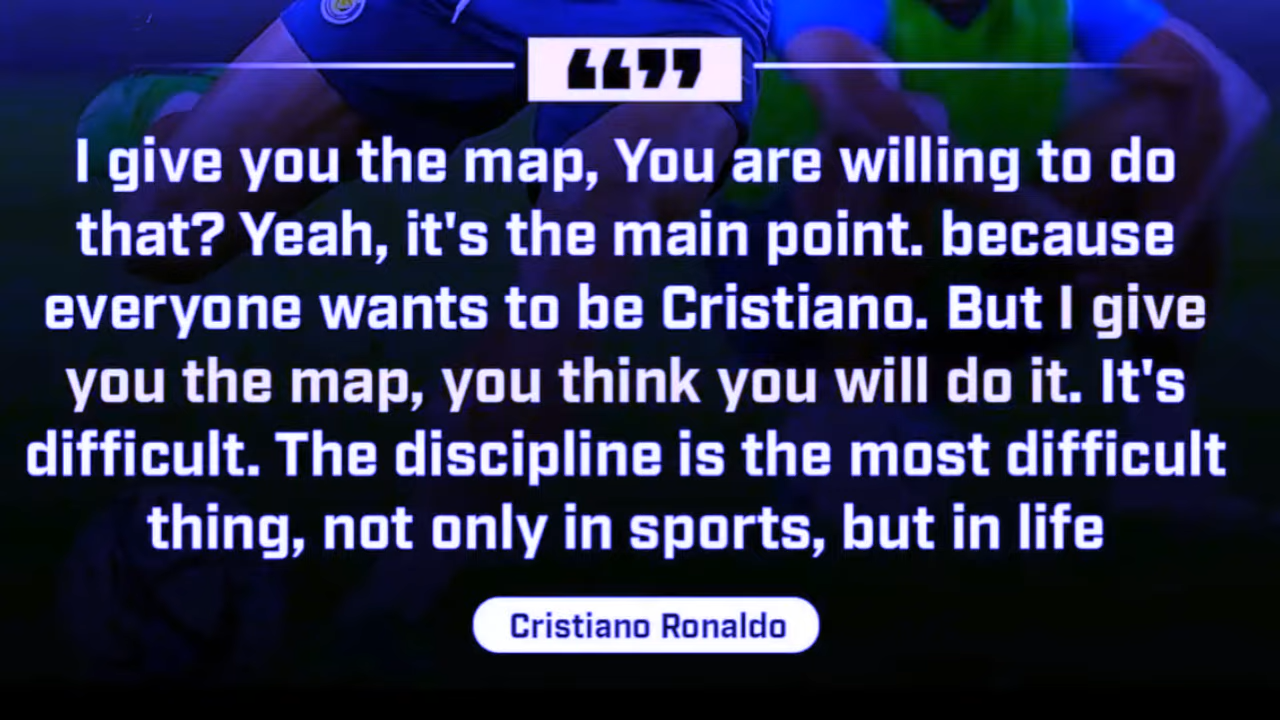 ““””
I give you the map, You are willing to do
that? Yeah, it's the main point. because
everyone wants to be Cristiano. But I give
you the map, you think you will do it. It's
difficult. The discipline is the most difficult
thing, not only in sports, but in life
Cristiano Ronaldo